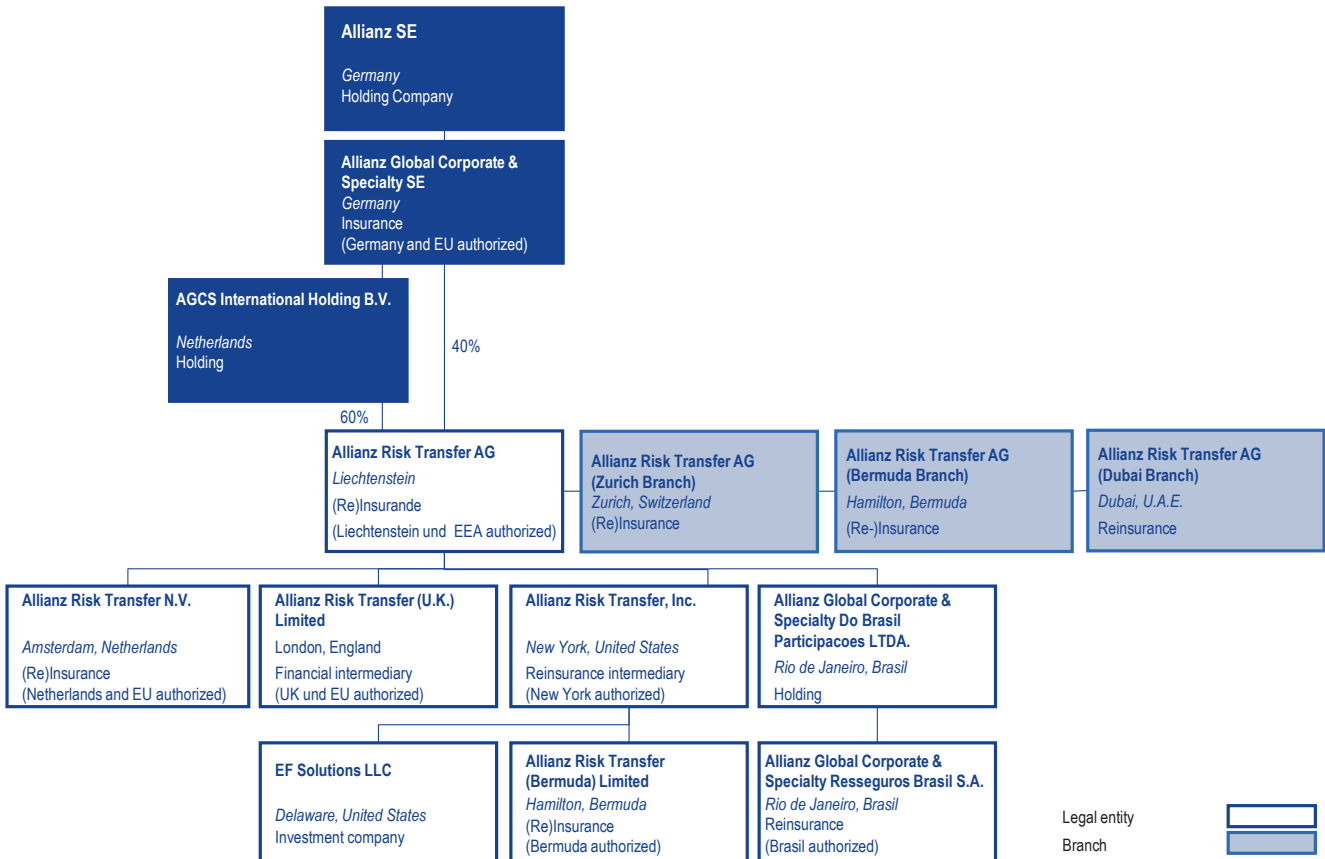 Allianz SE
Germany
Holding Company
Allianz Global Corporate &
Specialty SE
Germany
Insurance
(Germany and EU authorized)
AGCS International Holding B.V.
Netherlands
Holding
40%
60%
Allianz Risk Transfer AG
Liechtenstein
(Re)Insurande
(Liechtenstein und EEA authorized)
Allianz Risk Transfer AG
(Zurich Branch)
Zurich, Switzerland
(Re)Insurance
Allianz Risk Transfer AG
(Bermuda Branch)
Hamilton, Bermuda
(Re-)Insurance
Allianz Risk Transfer AG
(Dubai Branch)
Dubai, U.A.E.
Reinsurance
Allianz Risk Transfer N.V.
Amsterdam, Netherlands
(Re)Insurance
(Netherlands and EU authorized)
Allianz Risk Transfer (U.K.)
Limited
London, England
Financial intermediary
(UK und EU authorized)
Allianz Risk Transfer, Inc.
New York, United States
Reinsurance intermediary
(New York authorized)
Allianz Global Corporate &
Specialty Do Brasil
Participacoes LTDA.
Rio de Janeiro, Brasil
Holding
EF Solutions LLC
Delaware, United States
Investment company
Allianz Risk Transfer
(Bermuda) Limited
Hamilton, Bermuda
(Re)Insurance
(Bermuda authorized)
Allianz Global Corporate &
Specialty Resseguros Brasil S.A.
Rio de Janeiro, Brasil
Reinsurance
(Brasil authorized)
Legal entity
Branch